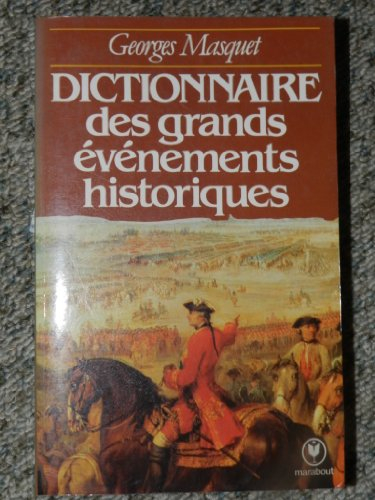 Georges Masquet
DICTIONNAIRE
des grands
événements
historiques
marabout